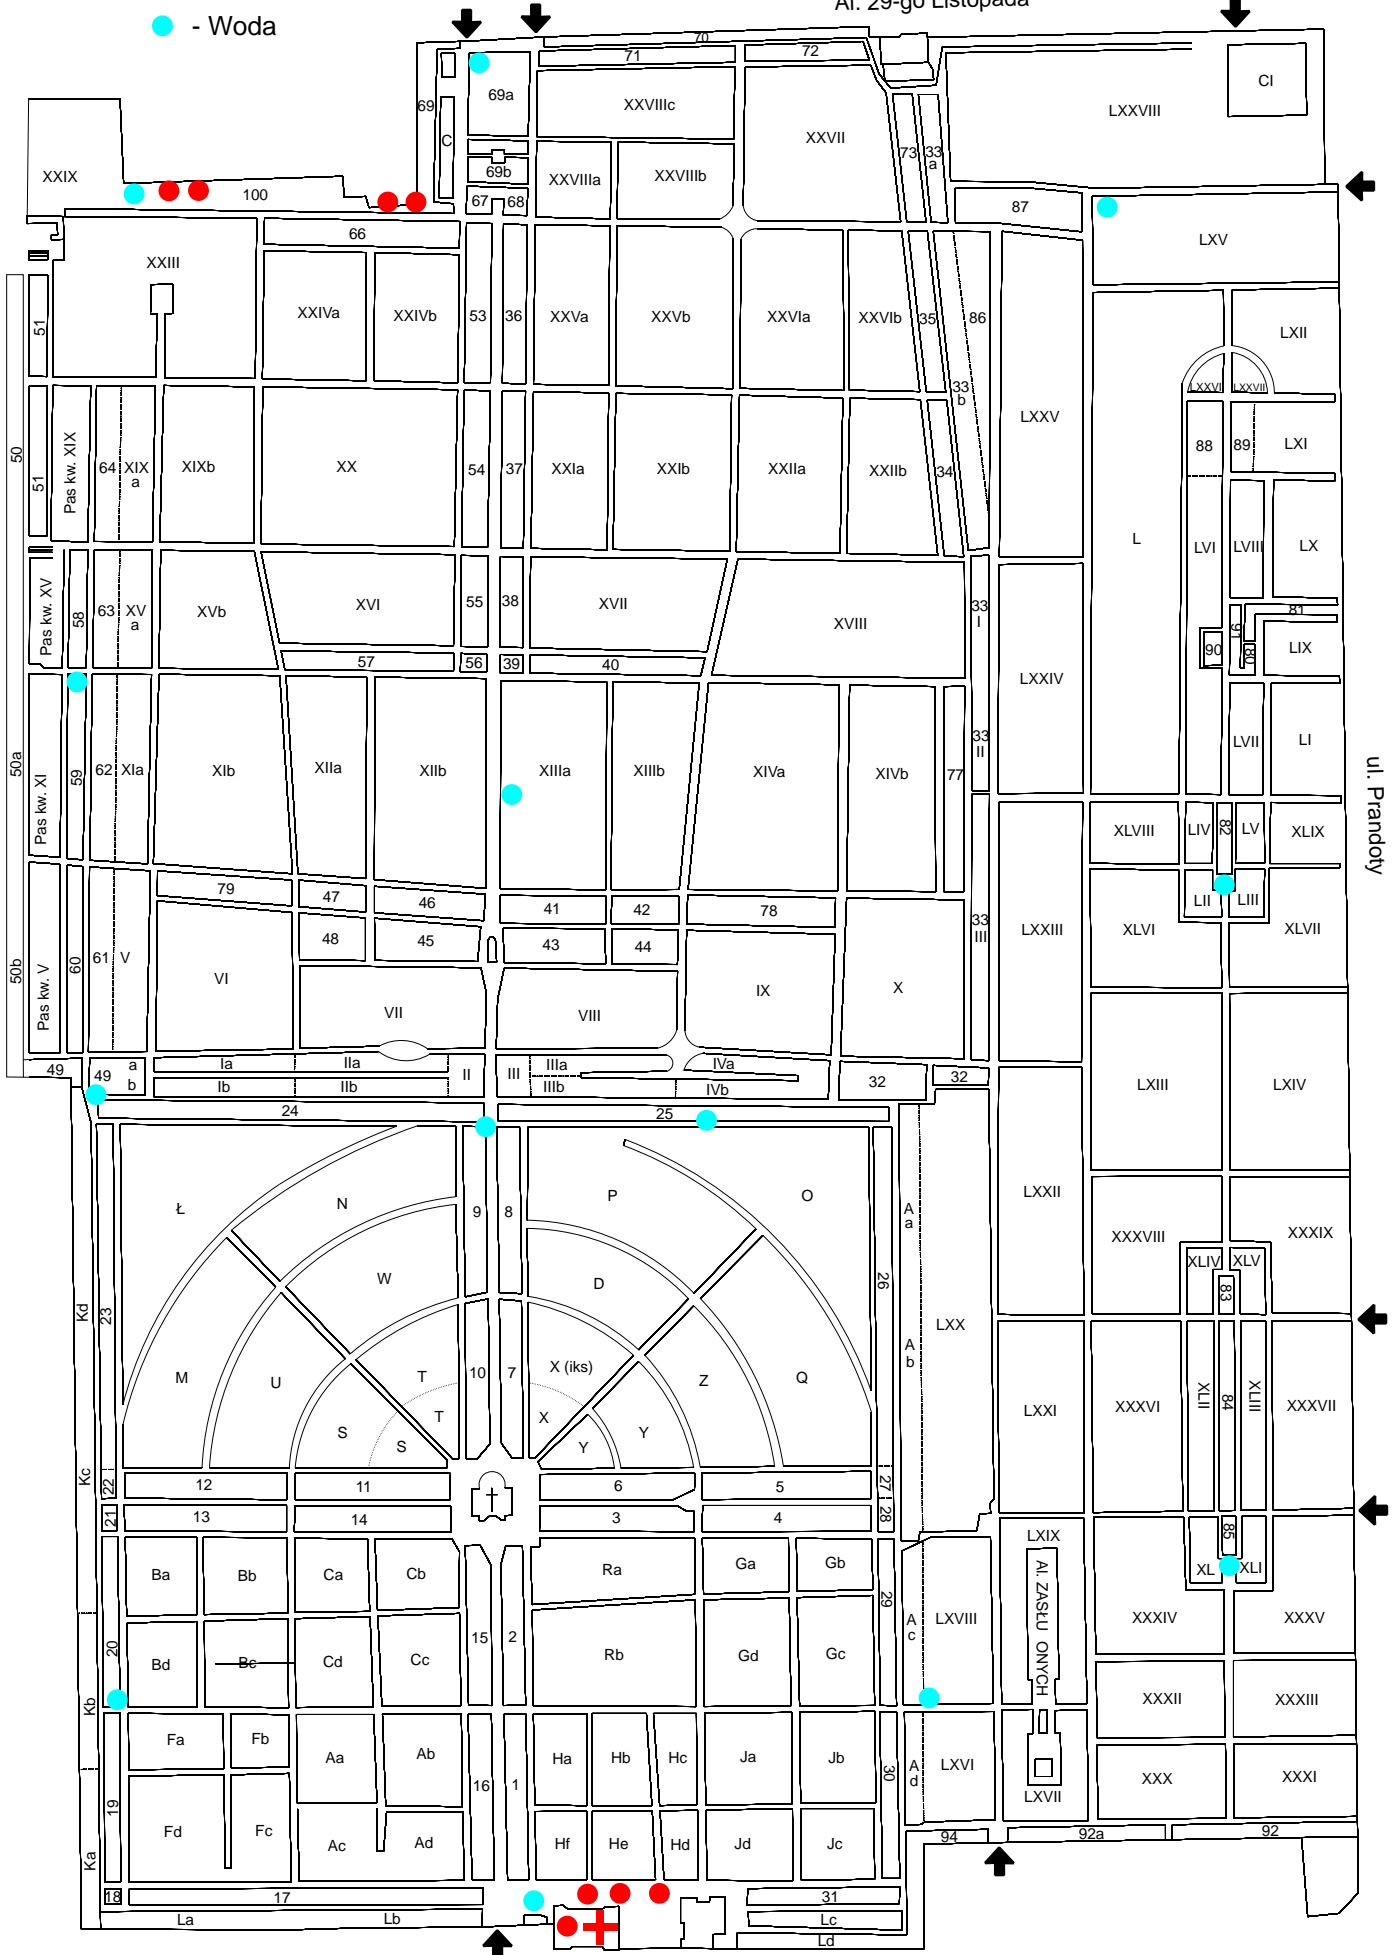 Al. 29-go Listopada
- Woda
70
71
72
69a
69
C
XXVIIIc
XXVII
LXXVIII
CI
73
33
a
XXIX
100
69b
67
68
XXVIIIa
XXVIIIb
87
LXV
66
XXIII
XXIVa
XXIVb
53
36
XXVa
XXVb
XXVIa
XXVIb
35
86
51
LXII
LXXVI
LXXVII
33
b
LXXV
50
51
Pas kw. XIX
64
XIX
a
XIXb
XX
54
37
XXIa
XXIb
XXIIa
XXIIb
34
88
89
LXI
L
LVI
LVIII
LX
Pas kw. XV
58
63
XV
a
XVb
XVI
55
38
XVII
XVIII
33
I
81
91
90
80
LIX
57
56
39
40
LXXIV
50a
Pas kw. XI
59
62
XIa
XIb
XIIa
XIIb
XIIIa
XIIIb
XIVa
XIVb
77
33
II
LVII
LI
ul. Prandoty
XLVIII
LIV
82
LV
XLIX
79
47
46
41
42
78
LII
LIII
48
45
43
44
33
III
LXXIII
XLVI
XLVII
50b
Pas kw. V
60
61
V
VI
VII
VIII
IX
X
49
49
a
b
Ia
IIa
II
III
IIIa
IVa
Ib
IIb
IIIb
IVb
32
32
LXIII
LXIV
24
25
Ł
N
9
8
P
O
A
a
LXXII
XXXVIII
XXXIX
XLIV
XLV
83
Kd
23
W
D
26
A
b
LXX
M
U
T
10
7
X (iks)
Z
Q
S
T
S
X
Y
Y
LXXI
XXXVI
XLII
84
XLIII
XXXVII
Kc
22
12
11
6
5
27
21
13
14
3
4
28
LXIX
85
XL
XLI
Ba
Bb
Ca
Cb
Ra
Ga
Gb
29
Al. ZASŁU ONYCH
XXXIV
XXXV
20
Bd
Bc
Cd
Cc
15
2
Rb
Gd
Gc
A
c
LXVIII
Kb
XXXII
XXXIII
Fa
Fb
Aa
Ab
16
1
Ha
Hb
Hc
Ja
Jb
30
A
d
LXVI
LXVII
XXX
XXXI
19
Fd
Fc
Ac
Ad
Hf
He
Hd
Jd
Jc
94
92a
92
Ka
18
17
31
La
Lb
Lc
Ld